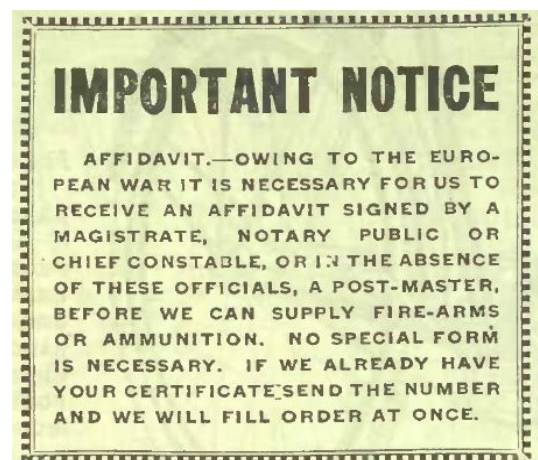 IMPORTANT NOTICE
AFFIDAVIT.—OWING TO THE EURO-
PEAN WAR IT IS NECESSARY FOR US TO
RECEIVE AN AFFIDAVIT SIGNED BY A
MAGISTRATE, NOTARY PUBLIC OR
CHIEF CONSTABLE, OR IN THE ABSENCE
OF THESE OFFICIALS, A POST-MASTER,
BEFORE WE CAN SUPPLY FIRE-ARMS
OR AMMUNITION. NO SPECIAL FORM
IS NECESSARY. IF WE ALREADY HAVE
YOUR CERTIFICATE SEND THE NUMBER
AND WE WILL FILL ORDER AT ONCE.